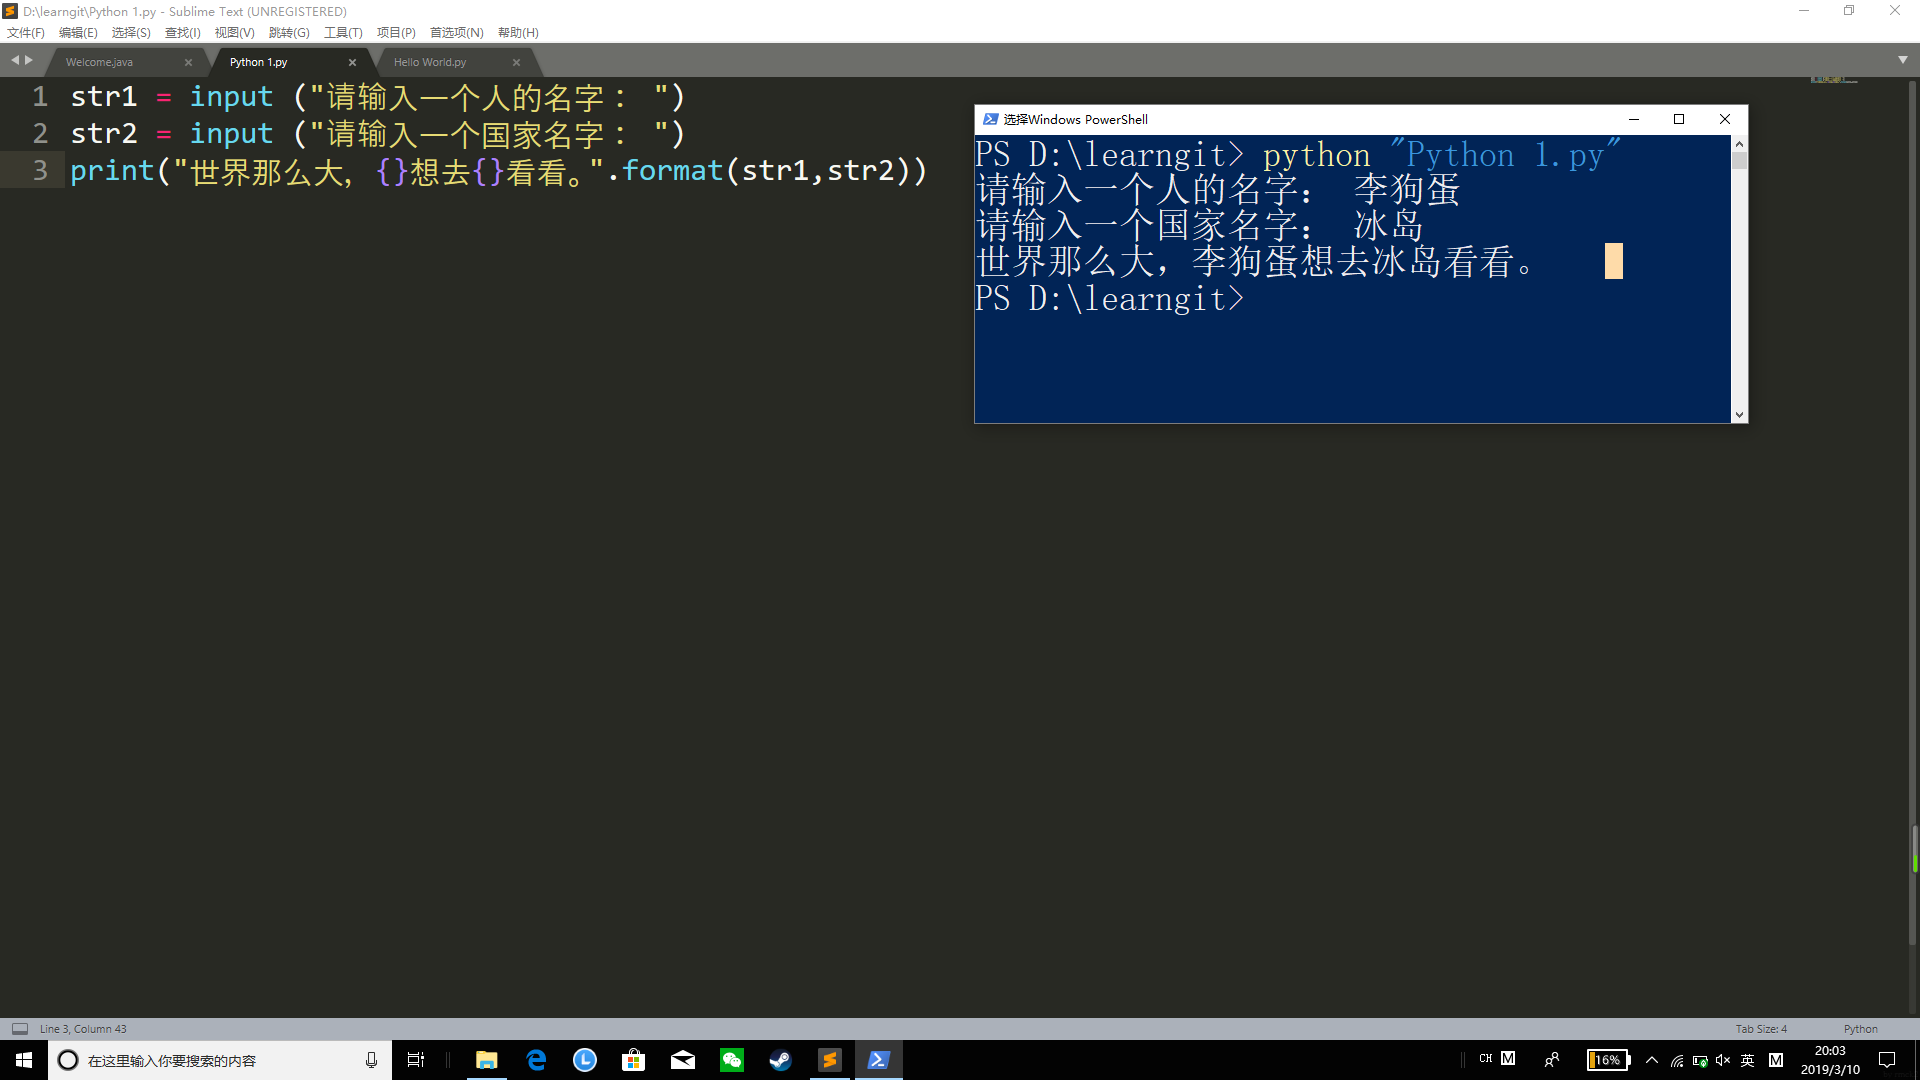 D:\learngit\Python 1.py - Sublime Text (UNREGISTERED)
文件(F) 编辑(E) 选择(S) 查找(I) 视图(V) 跳转(G) 工具(T) 项目(P) 首选项(N) 帮助(H)
Welcome.java Python 1.py Hello World.py
1 str1 = input ("请输入一个人的名字： ")
2 str2 = input ("请输入一个国家名字： ")
3 print("世界那么大，{}想去{}看看。".format(str1,str2))
选择Windows PowerShell
PS D:\learngit> python "Python 1.py"
请输入一个人的名字： 李狗蛋
请输入一个国家名字： 冰岛
世界那么大，李狗蛋想去冰岛看看。
PS D:\learngit>
Line 3, Column 43
Tab Size: 4
Python
在这里输入你要搜索的内容
CH M
16%
英 M
20:03
2019/3/10